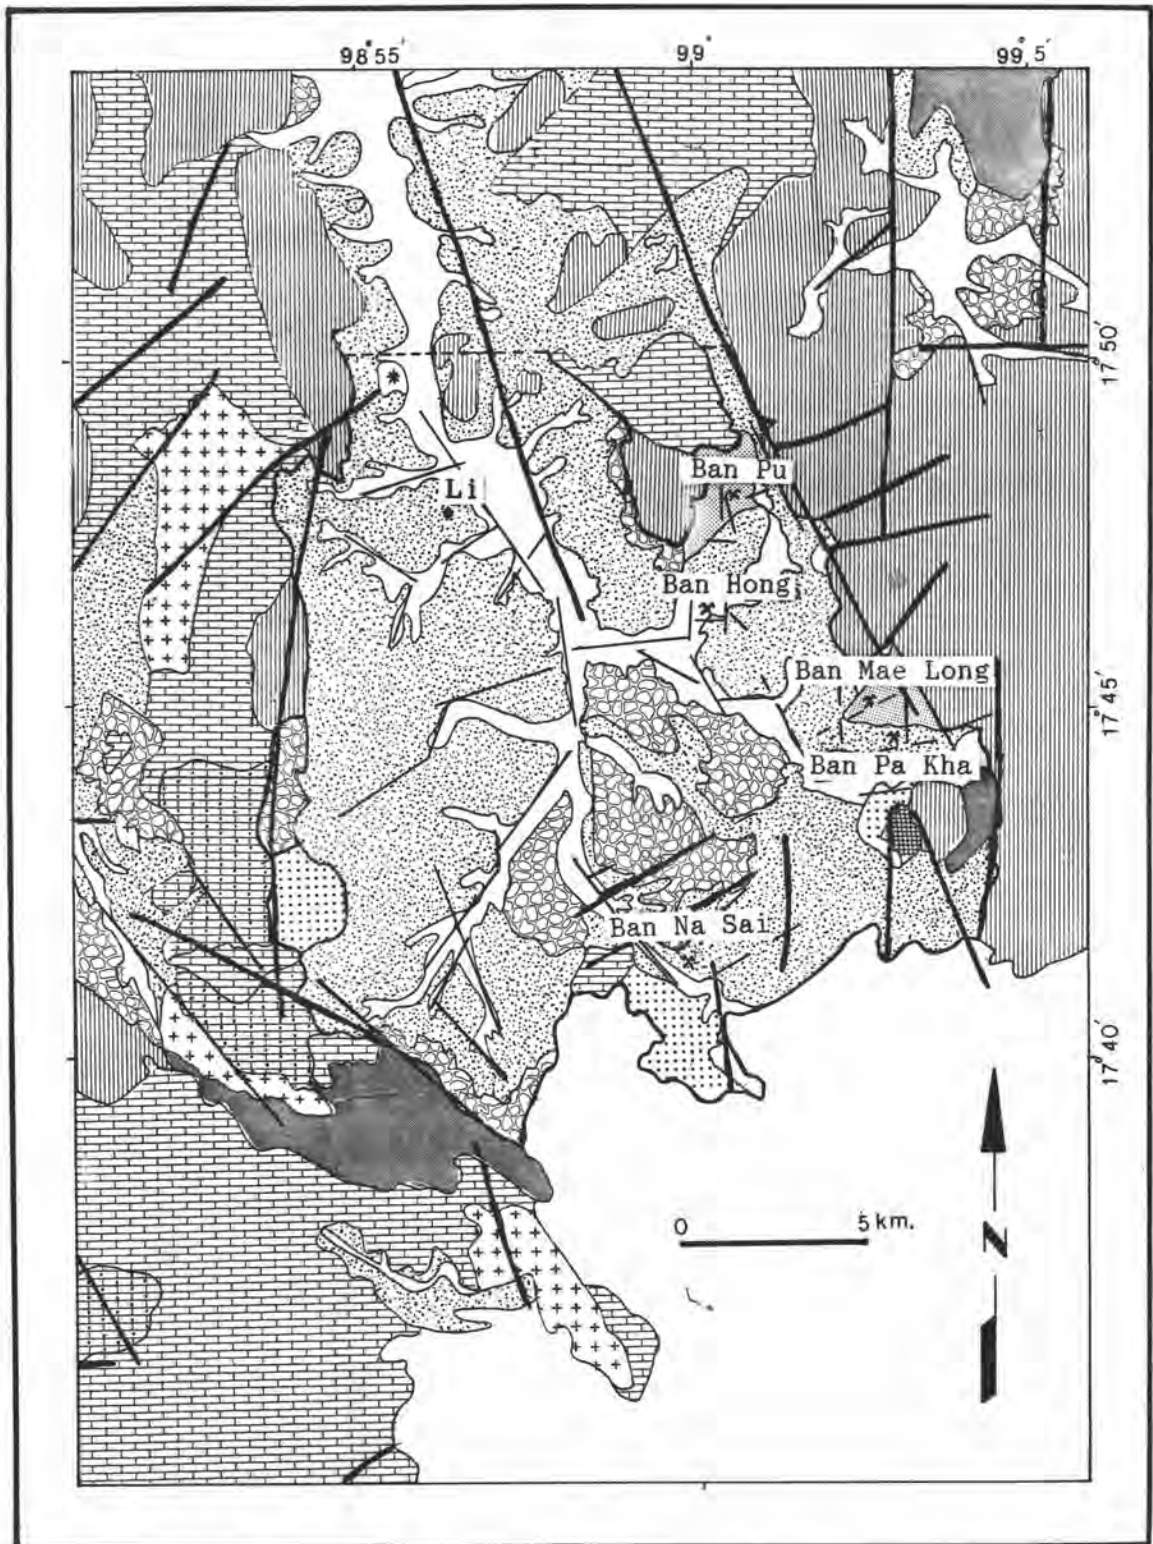 98°55′ 99° 99°5′
17°50′
Ban Pu
Li
Ban Hong
Ban Mae Long
17°45′
Ban Pa Kha
Ban Na Sai
17°40′
0 5 km.
N